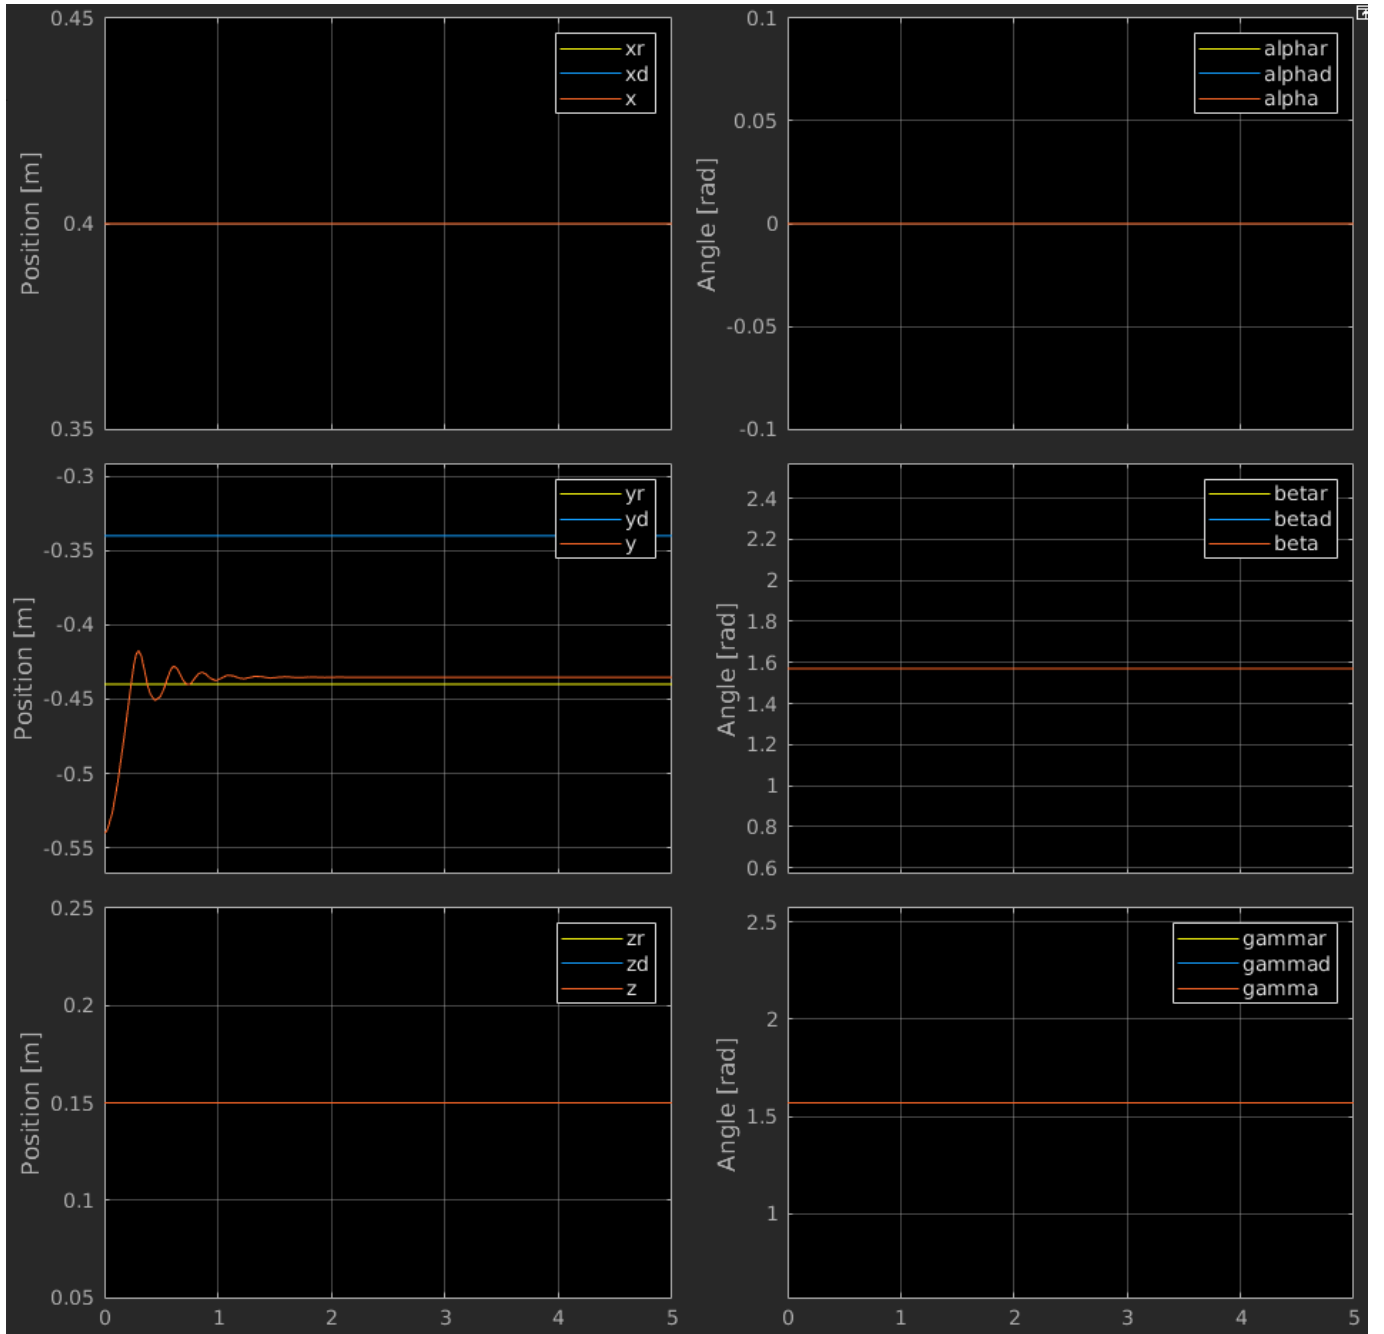 0.45
0.4
0.35
Position [m]
xr
xd
x
0.1
0.05
0
-0.05
-0.1
Angle [rad]
alphar
alphad
alpha
-0.3
-0.35
-0.4
-0.45
-0.5
-0.55
Position [m]
yr
yd
y
2.4
2.2
2
1.8
1.6
1.4
1.2
1
0.8
0.6
Angle [rad]
betar
betad
beta
0.25
0.2
0.15
0.1
0.05
Position [m]
zr
zd
z
0 1 2 3 4 5
2.5
2
1.5
1
Angle [rad]
gammar
gammad
gamma
0 1 2 3 4 5